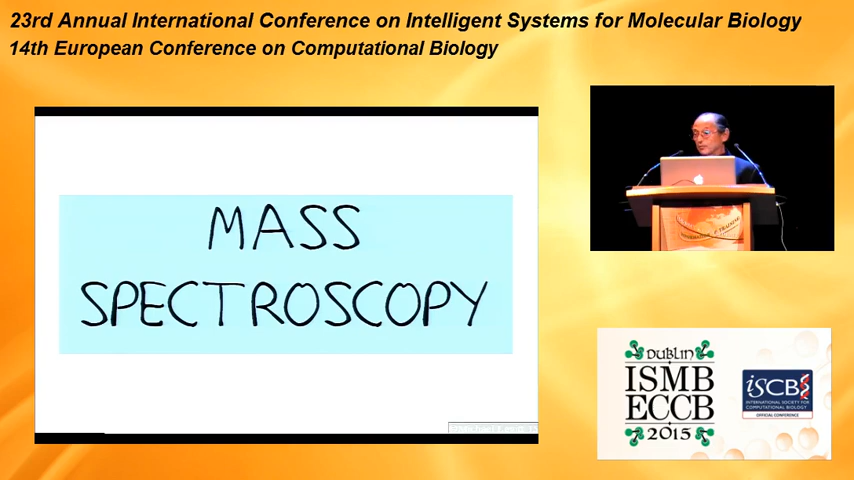 23rd Annual International Conference on Intelligent Systems for Molecular Biology
14th European Conference on Computational Biology
MASS
SPECTROSCOPY
DUBLIN
ISMB
ECCB
2015
iSCB
INTERNATIONAL SOCIETY FOR
COMPUTATIONAL BIOLOGY
OFFICIAL CONFERENCE